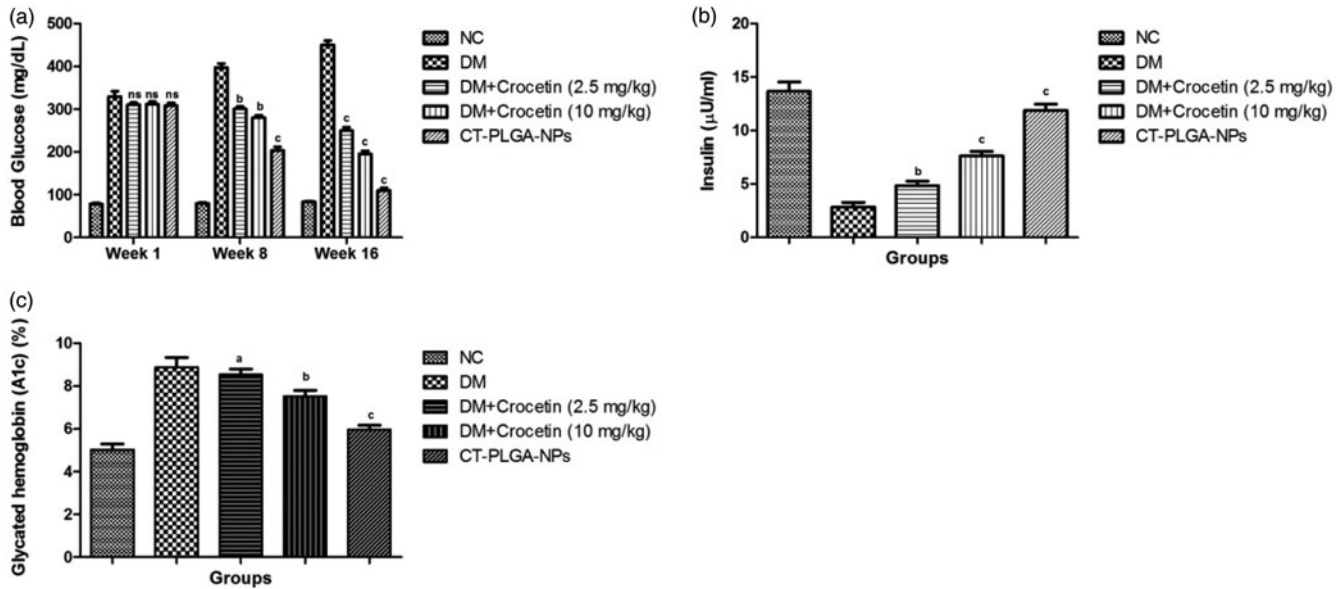 (a)
Blood Glucose (mg/dL)
500
400
300
200
100
0
ns ns ns
b b c
c c c
Week 1 Week 8 Week 16
NC
DM
DM+Crocetin (2.5 mg/kg)
DM+Crocetin (10 mg/kg)
CT-PLGA-NPs
(b)
Insulin (μU/ml)
20
15
10
5
0
b c c
Groups
NC
DM
DM+Crocetin (2.5 mg/kg)
DM+Crocetin (10 mg/kg)
CT-PLGA-NPs
(c)
Glycated hemoglobin (A1c) (%)
10
8
6
4
2
0
a b c
Groups
NC
DM
DM+Crocetin (2.5 mg/kg)
DM+Crocetin (10 mg/kg)
CT-PLGA-NPs